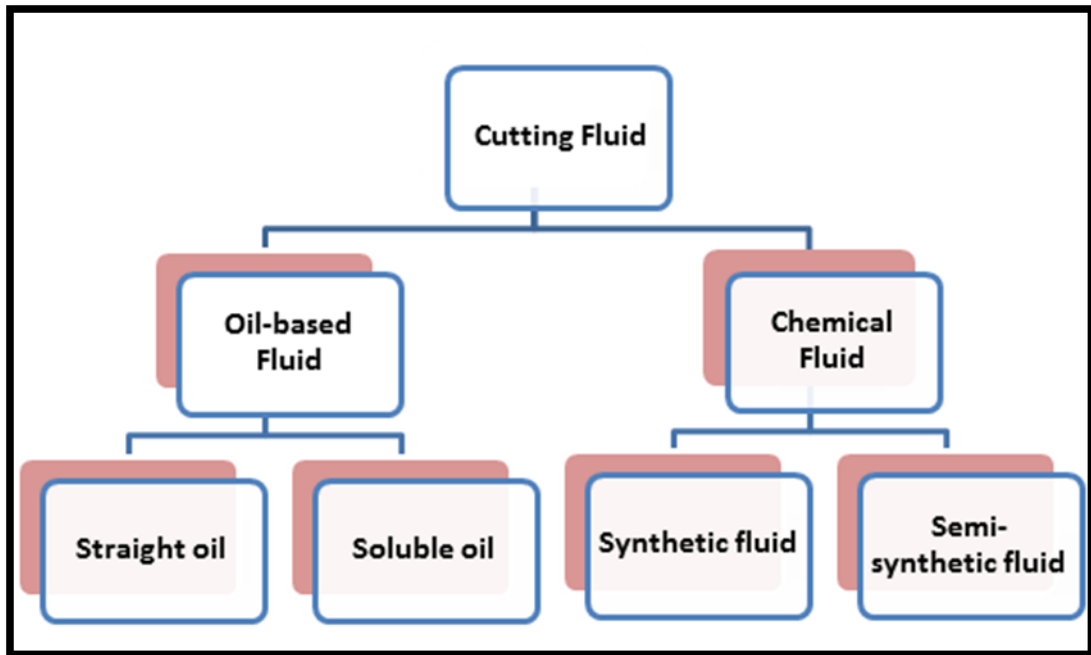 Cutting Fluid
Oil-based
Fluid
Chemical
Fluid
Straight oil
Soluble oil
Synthetic fluid
Semi-
synthetic fluid